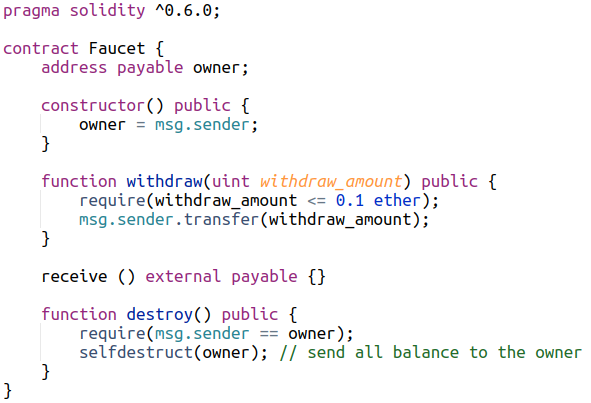 pragma solidity ^0.6.0;

contract Faucet {
    address payable owner;

    constructor() public {
        owner = msg.sender;
    }

    function withdraw(uint withdraw_amount) public {
        require(withdraw_amount <= 0.1 ether);
        msg.sender.transfer(withdraw_amount);
    }

    receive () external payable {}

    function destroy() public {
        require(msg.sender == owner);
        selfdestruct(owner); // send all balance to the owner
    }
}